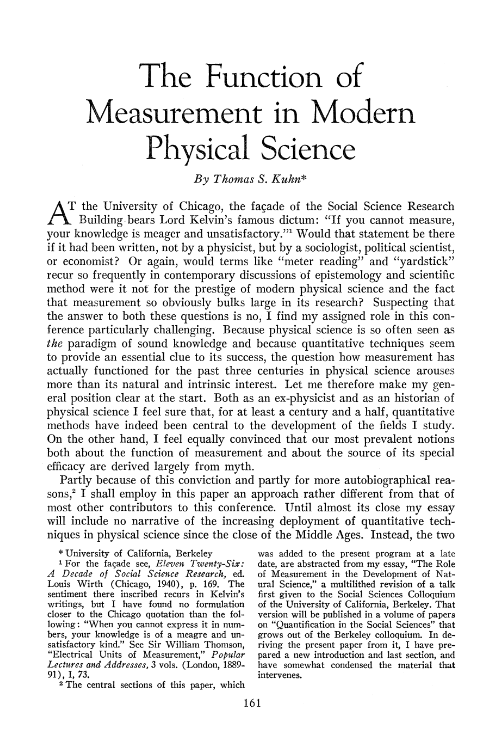 The Function of
Measurement in Modern
Physical Science
By Thomas S. Kuhn*
AT the University of Chicago, the façade of the Social Science Research
Building bears Lord Kelvin's famous dictum: "If you cannot measure,
your knowledge is meager and unsatisfactory."¹ Would that statement be there
if it had been written, not by a physicist, but by a sociologist, political scientist,
or economist? Or again, would terms like "meter reading" and "yardstick"
recur so frequently in contemporary discussions of epistemology and scientific
method were it not for the prestige of modern physical science and the fact
that measurement so obviously bulks large in its research? Suspecting that
the answer to both these questions is no, I find my assigned role in this con-
ference particularly challenging. Because physical science is so often seen as
the paradigm of sound knowledge and because quantitative techniques seem
to provide an essential clue to its success, the question how measurement has
actually functioned for the past three centuries in physical science arouses
more than its natural and intrinsic interest. Let me therefore make my gen-
eral position clear at the start. Both as an ex-physicist and as an historian of
physical science I feel sure that, for at least a century and a half, quantitative
methods have indeed been central to the development of the fields I study.
On the other hand, I feel equally convinced that our most prevalent notions
both about the function of measurement and about the source of its special
efficacy are derived largely from myth.
Partly because of this conviction and partly for more autobiographical rea-
sons,² I shall employ in this paper an approach rather different from that of
most other contributors to this conference. Until almost its close my essay
will include no narrative of the increasing deployment of quantitative tech-
niques in physical science since the close of the Middle Ages. Instead, the two
* University of California, Berkeley
¹ For the façade see, Eleven Twenty-Six:
A Decade of Social Science Research, ed.
Louis Wirth (Chicago, 1940), p. 169. The
sentiment there inscribed recurs in Kelvin's
writings, but I have found no formulation
closer to the Chicago quotation than the fol-
lowing: "When you cannot express it in num-
bers, your knowledge is of a meagre and un-
satisfactory kind." See Sir William Thomson,
"Electrical Units of Measurement," Popular
Lectures and Addresses, 3 vols. (London, 1889-
91), I, 73.
² The central sections of this paper, which
was added to the present program at a late
date, are abstracted from my essay, "The Role
of Measurement in the Development of Nat-
ural Science," a multilithed revision of a talk
first given to the Social Sciences Colloquium
of the University of California, Berkeley. That
version will be published in a volume of papers
on "Quantification in the Social Sciences" that
grows out of the Berkeley colloquium. In de-
riving the present paper from it, I have pre-
pared a new introduction and last section, and
have somewhat condensed the material that
intervenes.
161